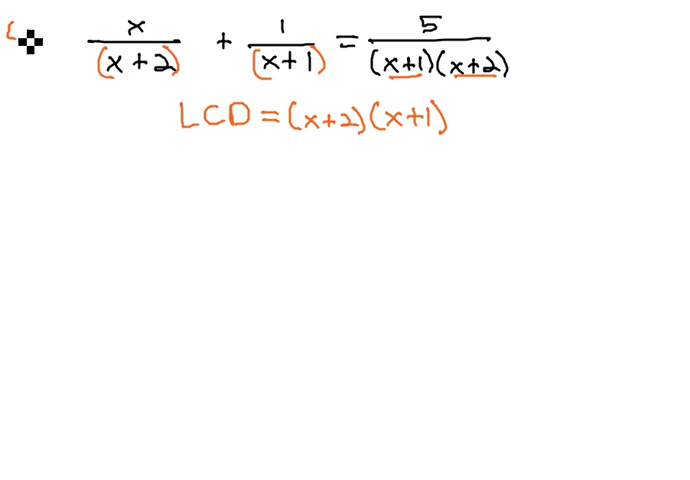 x/(x+2) + 1/(x+1) = 5/((x+1)(x+2))
LCD = (x+2)(x+1)